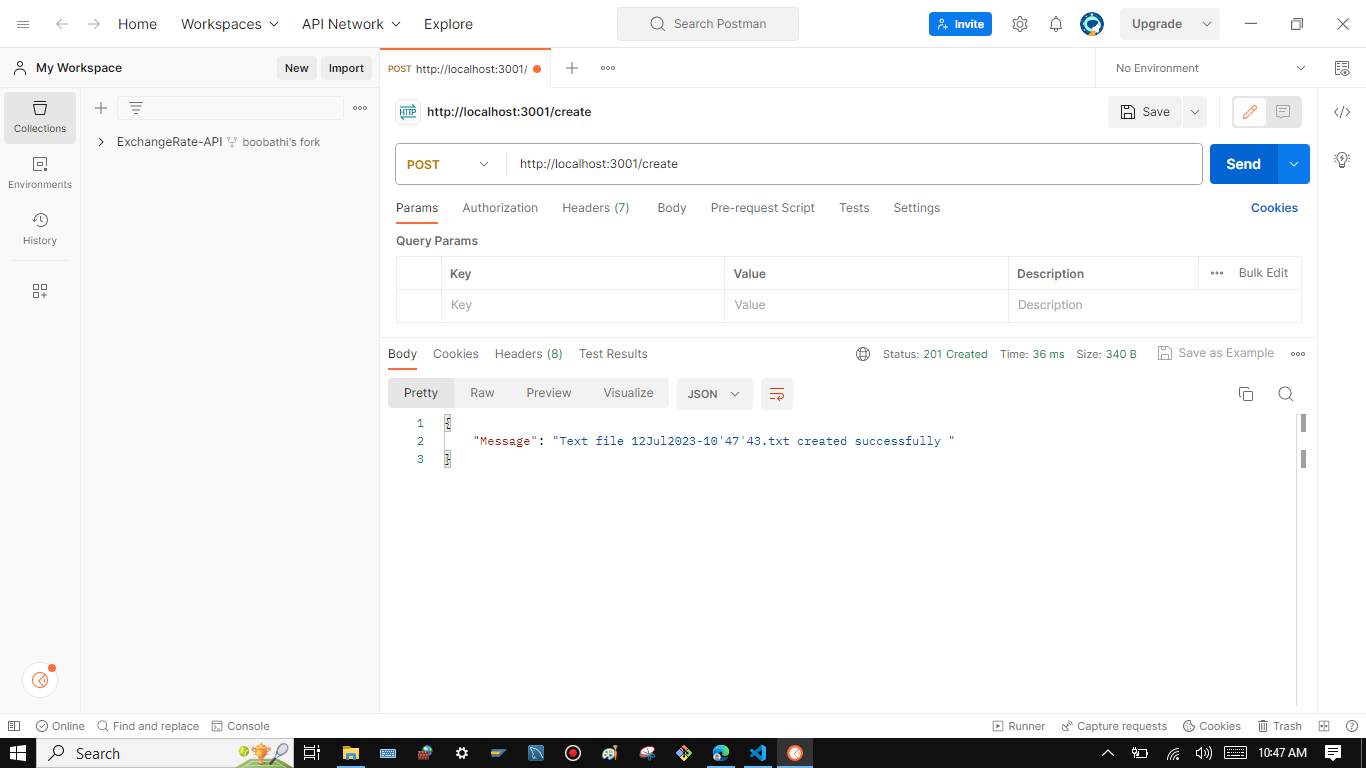 Home Workspaces API Network Explore Search Postman Invite Upgrade
My Workspace New Import POST http://localhost:3001/ No Environment
Collections
ExchangeRate-API boobathi's fork
Environments
History
HTTP http://localhost:3001/create Save
POST http://localhost:3001/create Send
Params Authorization Headers (7) Body Pre-request Script Tests Settings Cookies
Query Params
Key Value Description Bulk Edit
Key Value Description
Body Cookies Headers (8) Test Results Status: 201 Created Time: 36 ms Size: 340 B Save as Example
Pretty Raw Preview Visualize JSON
1 {
2 "Message": "Text file 12Jul2023-10'47'43.txt created successfully "
3 }
Online Find and replace Console Runner Capture requests Cookies Trash
Search 10:47 AM